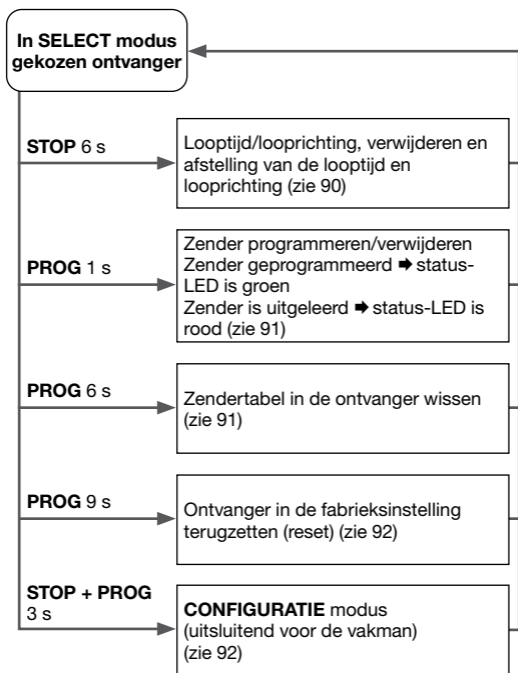 In SELECT modus
gekozen ontvanger
STOP 6 s
Looptijd/looprichting, verwijderen en
afstelling van de looptijd en
looprichting (zie 90)
PROG 1 s
Zender programmeren/verwijderen
Zender geprogrammeerd ➡ status-
LED is groen
Zender is uitgeleerd ➡ status-LED is
rood (zie 91)
PROG 6 s
Zendertabel in de ontvanger wissen
(zie 91)
PROG 9 s
Ontvanger in de fabrieksinstelling
terugzetten (reset) (zie 92)
STOP + PROG
3 s
CONFIGURATIE modus
(uitsluitend voor de vakman)
(zie 92)